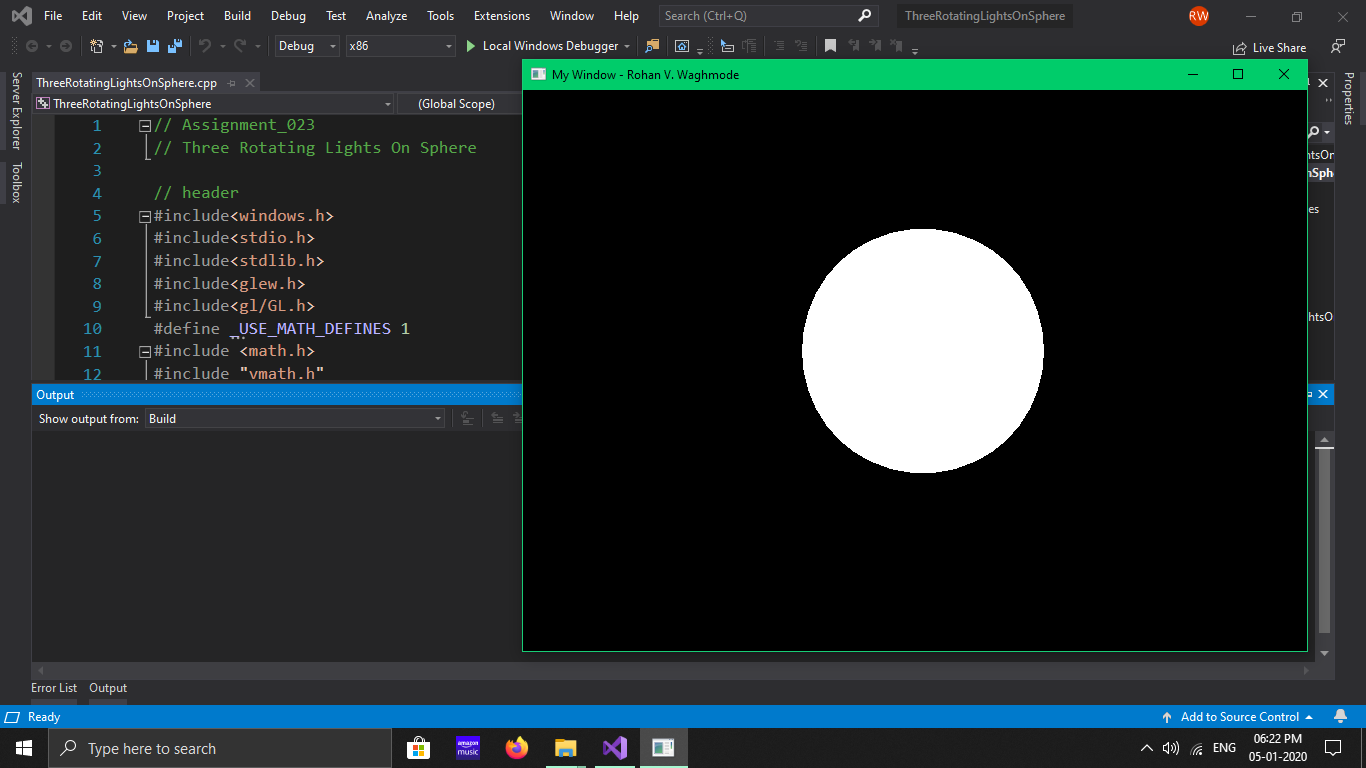 File Edit View Project Build Debug Test Analyze Tools Extensions Window Help Search (Ctrl+Q) ThreeRotatingLightsOnSphere RW
Debug x86 Local Windows Debugger Live Share
ThreeRotatingLightsOnSphere.cpp
ThreeRotatingLightsOnSphere (Global Scope)
My Window - Rohan V. Waghmode
Server Explorer
Toolbox
Properties
1 // Assignment_023
2 // Three Rotating Lights On Sphere
3
4 // header
5 #include<windows.h>
6 #include<stdio.h>
7 #include<stdlib.h>
8 #include<glew.h>
9 #include<gl/GL.h>
10 #define _USE_MATH_DEFINES 1
11 #include <math.h>
12 #include "vmath.h"
Output
Show output from: Build
Error List Output
Ready Add to Source Control
Type here to search
amazon music
ENG
06:22 PM
05-01-2020